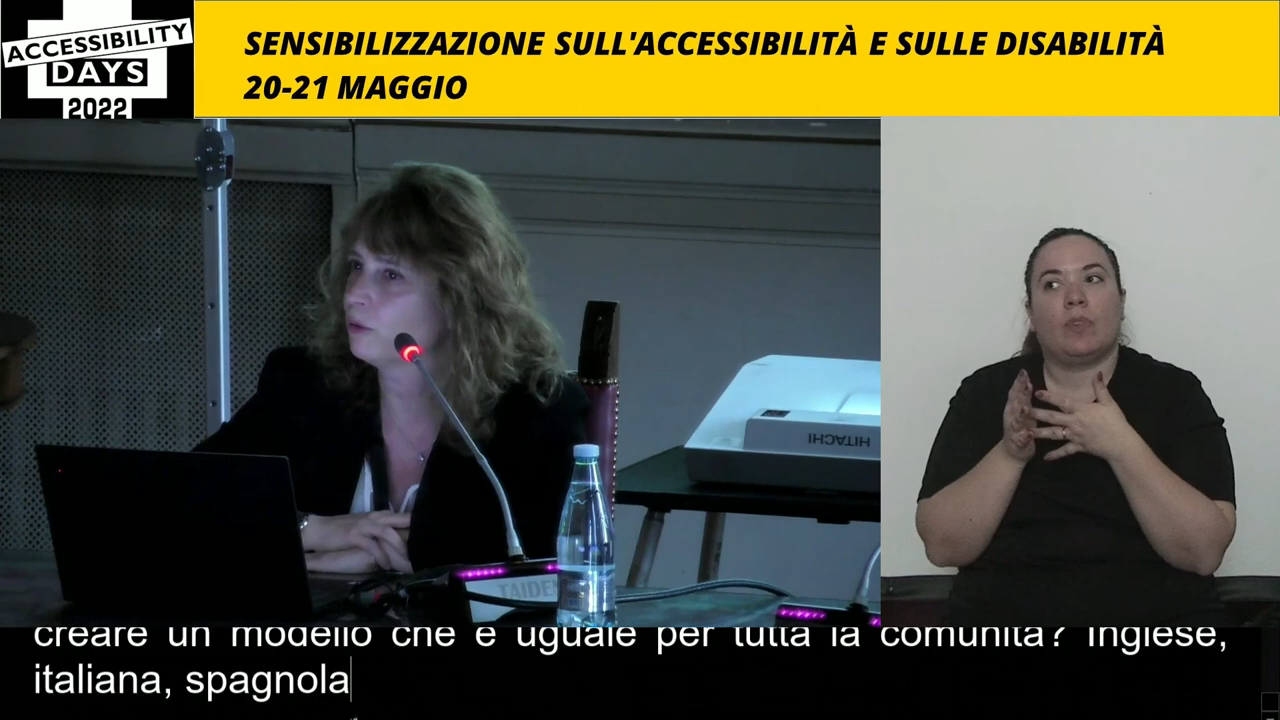 ACCESSIBILITY
DAYS
2022
SENSIBILIZZAZIONE SULL'ACCESSIBILITÀ E SULLE DISABILITÀ
20-21 MAGGIO
HITACHI
TAIDEN
creare un modello che è uguale per tutta la comunità? Inglese,
italiana, spagnola